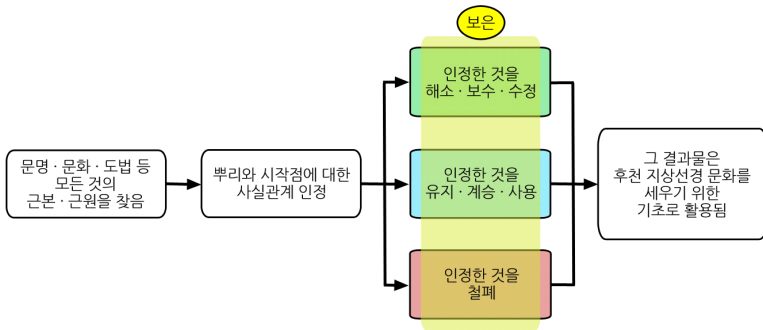 보은
문명 · 문화 · 도법 등
모든 것의
근본 · 근원을 찾음
뿌리와 시작점에 대한
사실관계 인정
인정한 것을
해소 · 보수 · 수정
인정한 것을
유지 · 계승 · 사용
인정한 것을
철폐
그 결과물은
후천 지상선경 문화를
세우기 위한
기초로 활용됨